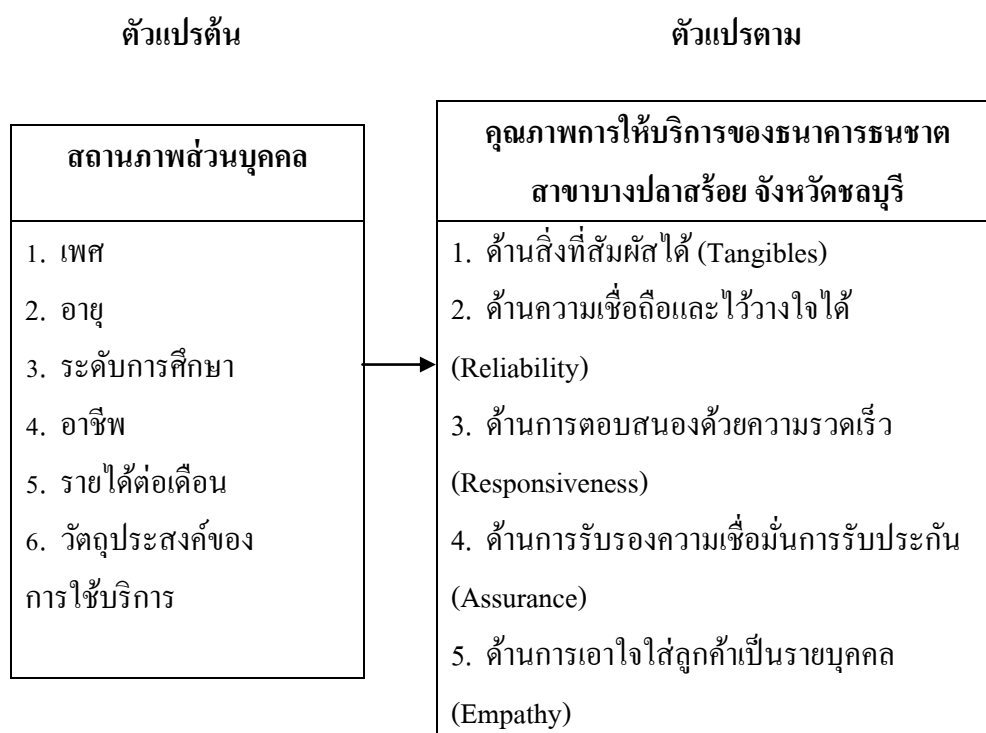 ตัวแปรต้น
ตัวแปรตาม
สถานภาพส่วนบุคคล
1. เพศ
2. อายุ
3. ระดับการศึกษา
4. อาชีพ
5. รายได้ต่อเดือน
6. วัตถุประสงค์ของ
การใช้บริการ
คุณภาพการให้บริการของธนาคารธนชาต
สาขาบางปลาสร้อย จังหวัดชลบุรี
1. ด้านสิ่งที่สัมผัสได้ (Tangibles)
2. ด้านความเชื่อถือและไว้วางใจได้
(Reliability)
3. ด้านการตอบสนองด้วยความรวดเร็ว
(Responsiveness)
4. ด้านการรับรองความเชื่อมั่นการรับประกัน
(Assurance)
5. ด้านการเอาใจใส่ลูกค้าเป็นรายบุคคล
(Empathy)